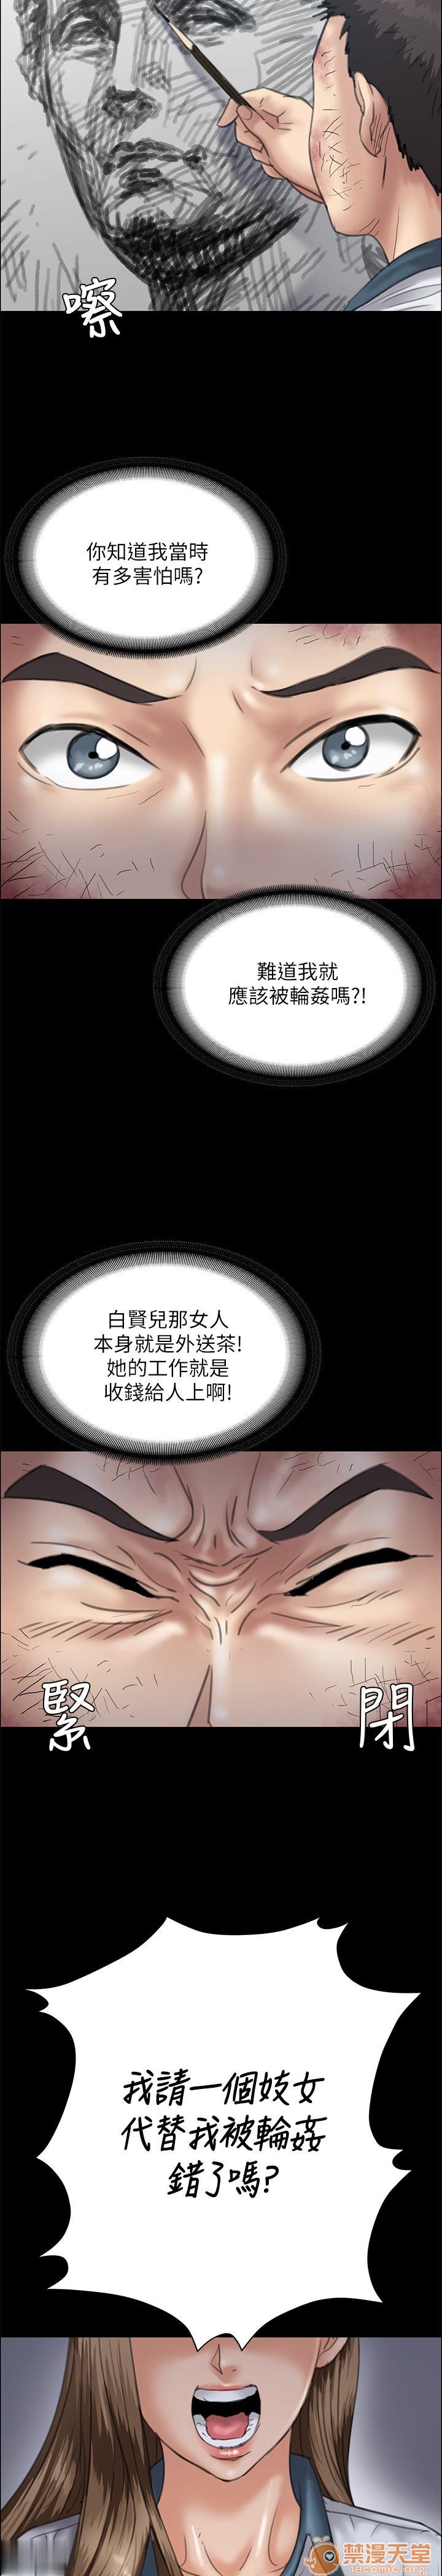 嚓
你知道我當時
有多害怕嗎?
難道我就
應該被輪姦嗎?!
白賢兒那女人
本身就是外送茶!
她的工作就是
收錢給人上啊!
緊閉
我請一個妓女
代替我被輪姦
錯了嗎?
禁漫天堂
18comic.org